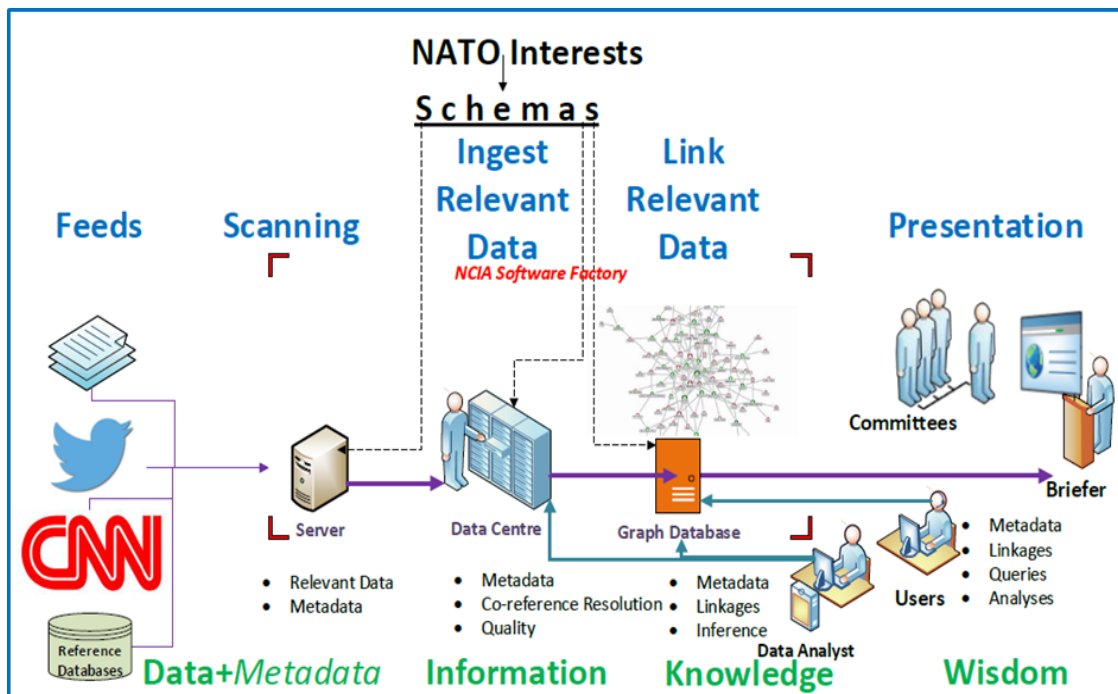 NATO Interests
Schemas
Ingest
Relevant
Data
Link
Relevant
Data
Feeds
Scanning
Presentation
NCIA Software Factory
CNN
Reference
Databases
Server
Data Centre
Graph Database
Committees
Briefer
Users
Data Analyst
• Relevant Data
• Metadata
• Metadata
• Co-reference Resolution
• Quality
• Metadata
• Linkages
• Inference
• Metadata
• Linkages
• Queries
• Analyses
Data+Metadata
Information
Knowledge
Wisdom